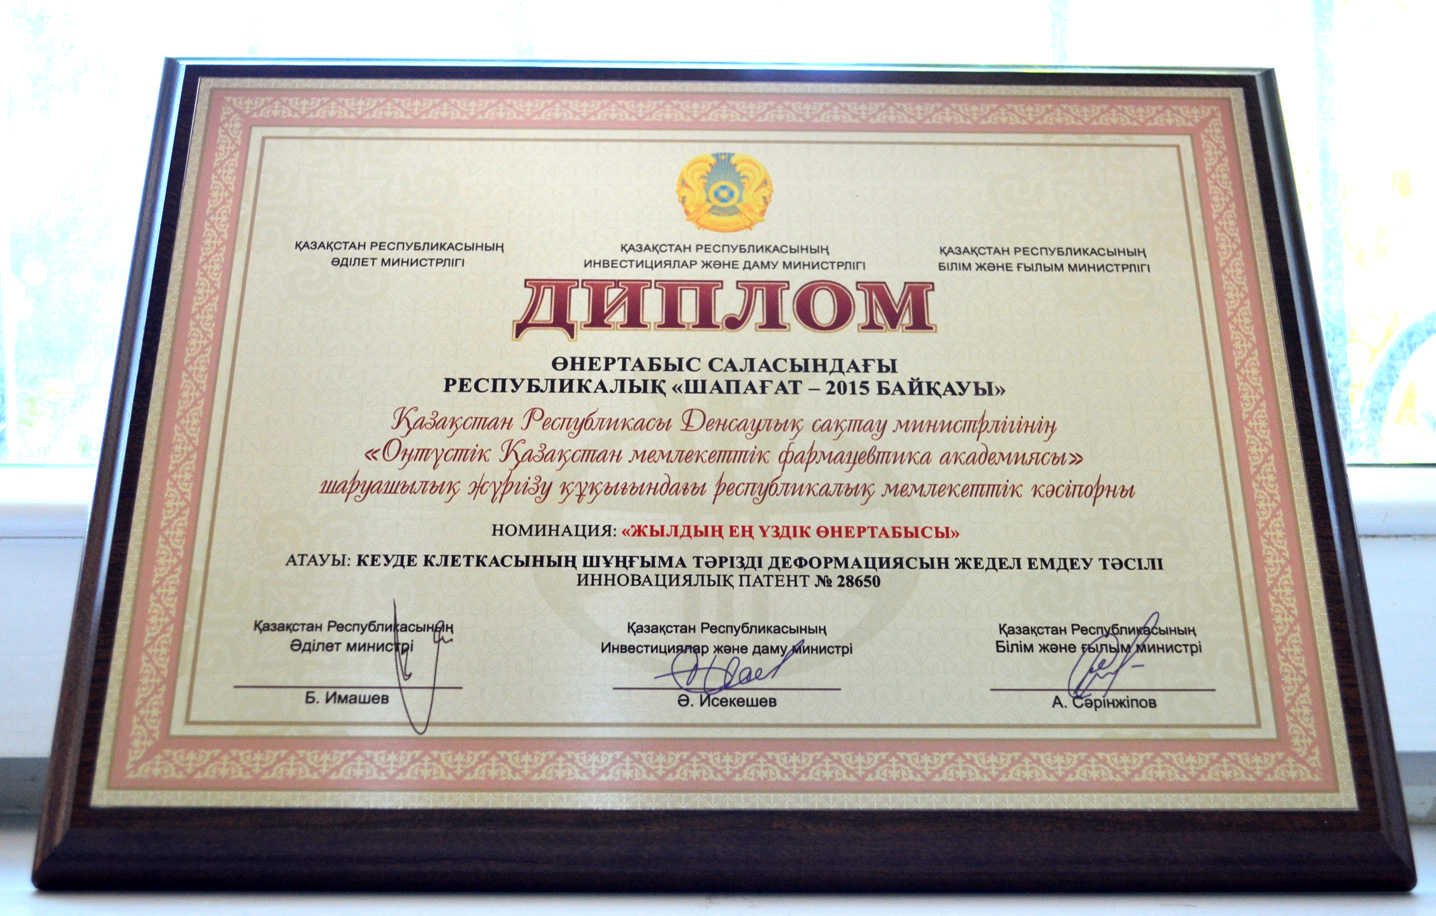 ҚАЗАҚСТАН РЕСПУБЛИКАСЫНЫҢ
ӘДІЛЕТ МИНИСТРЛІГІ
ҚАЗАҚСТАН РЕСПУБЛИКАСЫНЫҢ
ИНВЕСТИЦИЯЛАР ЖӘНЕ ДАМУ МИНИСТРЛІГІ
ҚАЗАҚСТАН РЕСПУБЛИКАСЫНЫҢ
БІЛІМ ЖӘНЕ ҒЫЛЫМ МИНИСТРЛІГІ
ДИПЛОМ
ӨНЕРТАБЫС САЛАСЫНДАҒЫ
РЕСПУБЛИКАЛЫҚ «ШАПАҒАТ – 2015 БАЙҚАУЫ»
Қазақстан Республикасы Денсаулық сақтау министрлігінің
«Оңтүстік Қазақстан мемлекеттік фармацевтика академиясы»
шаруашылық жүргізу құқығындағы республикалық мемлекеттік кәсіпорны
НОМИНАЦИЯ: «ЖЫЛДЫҢ ЕҢ ҮЗДІК ӨНЕРТАБЫСЫ»
АТАУЫ: КЕУДЕ КЛЕТКАСЫНЫҢ ШҰҢҒЫМА ТӘРІЗДІ ДЕФОРМАЦИЯСЫН ЖЕДЕЛ ЕМДЕУ ТӘСІЛІ
ИННОВАЦИЯЛЫҚ ПАТЕНТ № 28650
Қазақстан Республикасының
Әділет министрі
Б. Имашев
Қазақстан Республикасының
Инвестициялар және даму министрі
Ә. Исекешев
Қазақстан Республикасының
Білім және ғылым министрі
А. Сәрінжіпов